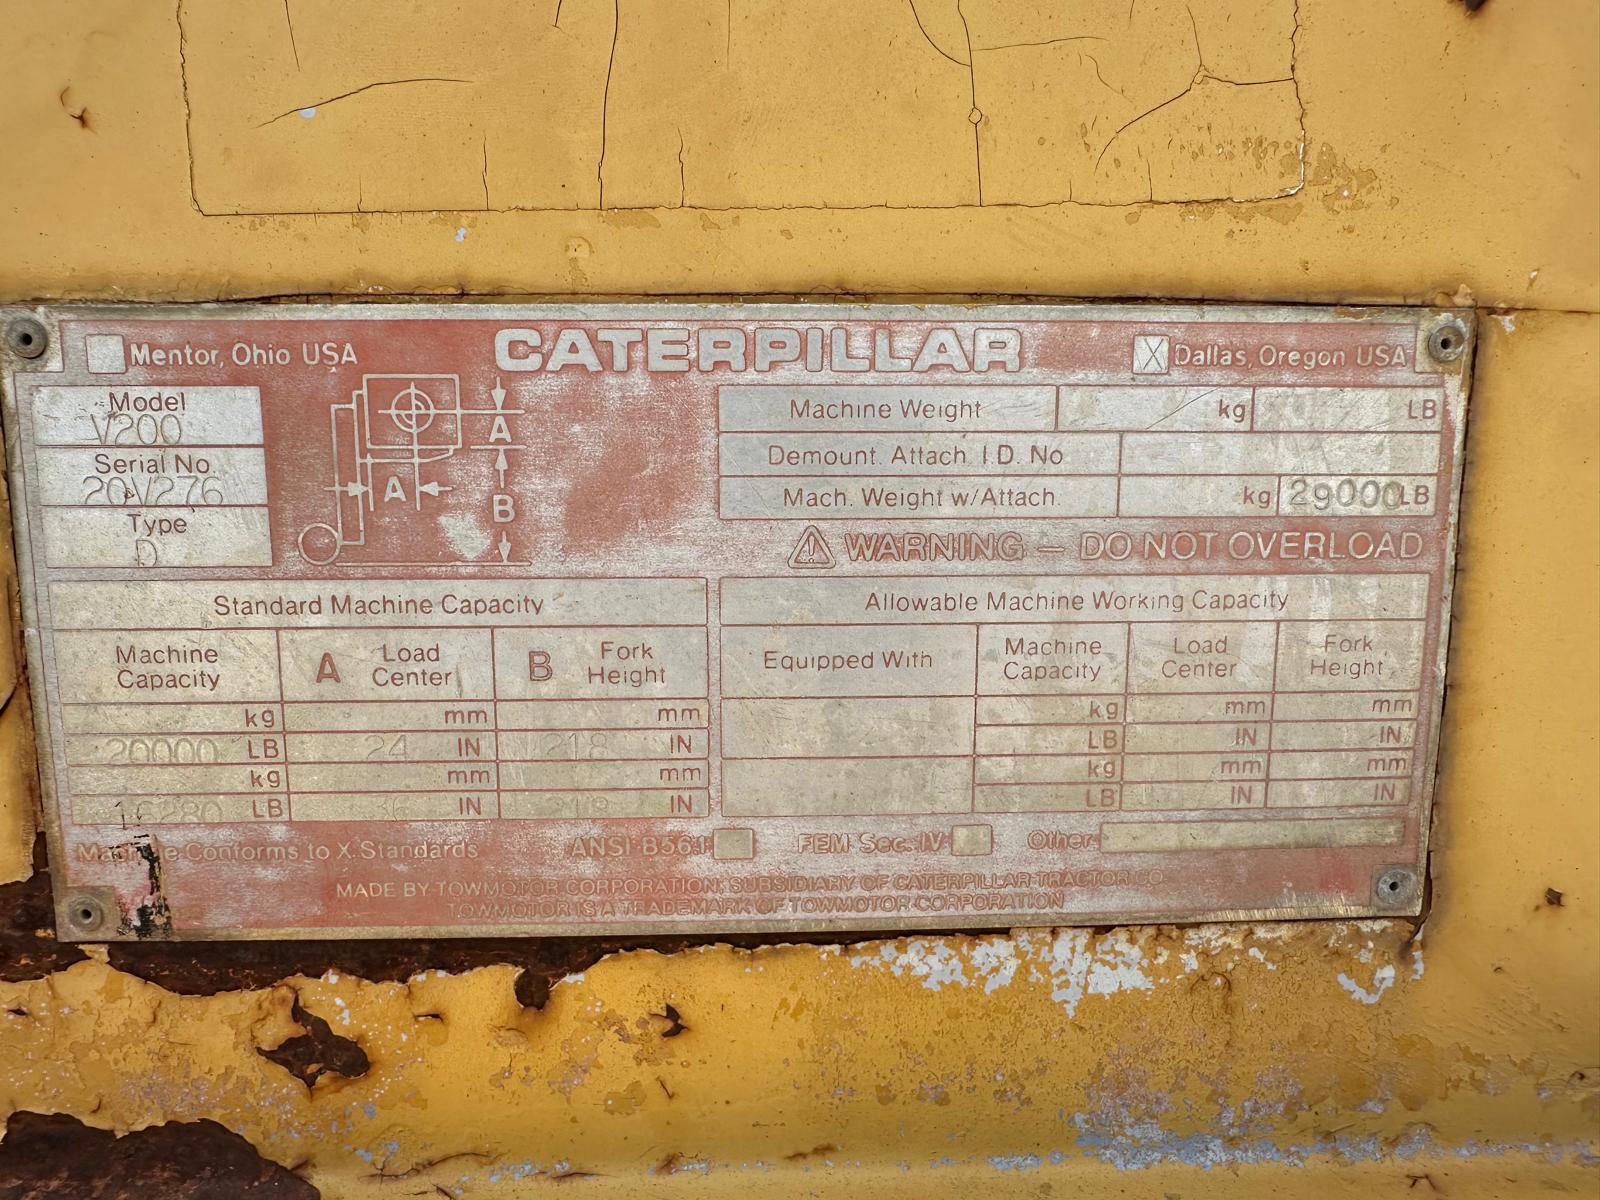 Mentor, Ohio USA
CATERPILLAR
X Dallas, Oregon USA
Model
V200
Serial No.
20V276
Type
D
A
A
B
Machine Weight kg LB
Demount. Attach. I.D. No
Mach. Weight w/Attach. kg 29000 LB
WARNING – DO NOT OVERLOAD
Standard Machine Capacity
Machine Capacity A Load Center B Fork Height
kg mm mm
20000 LB 24 IN 218 IN
kg mm mm
LB 36 IN 218 IN
Allowable Machine Working Capacity
Equipped With Machine Capacity Load Center Fork Height
kg mm mm
LB IN IN
kg mm mm
LB IN IN
Machine Conforms to X Standards ANSI B56.1 FEM Sec. IV Other
MADE BY TOWMOTOR CORPORATION, SUBSIDIARY OF CATERPILLAR TRACTOR CO
TOWMOTOR IS A TRADEMARK OF TOWMOTOR CORPORATION